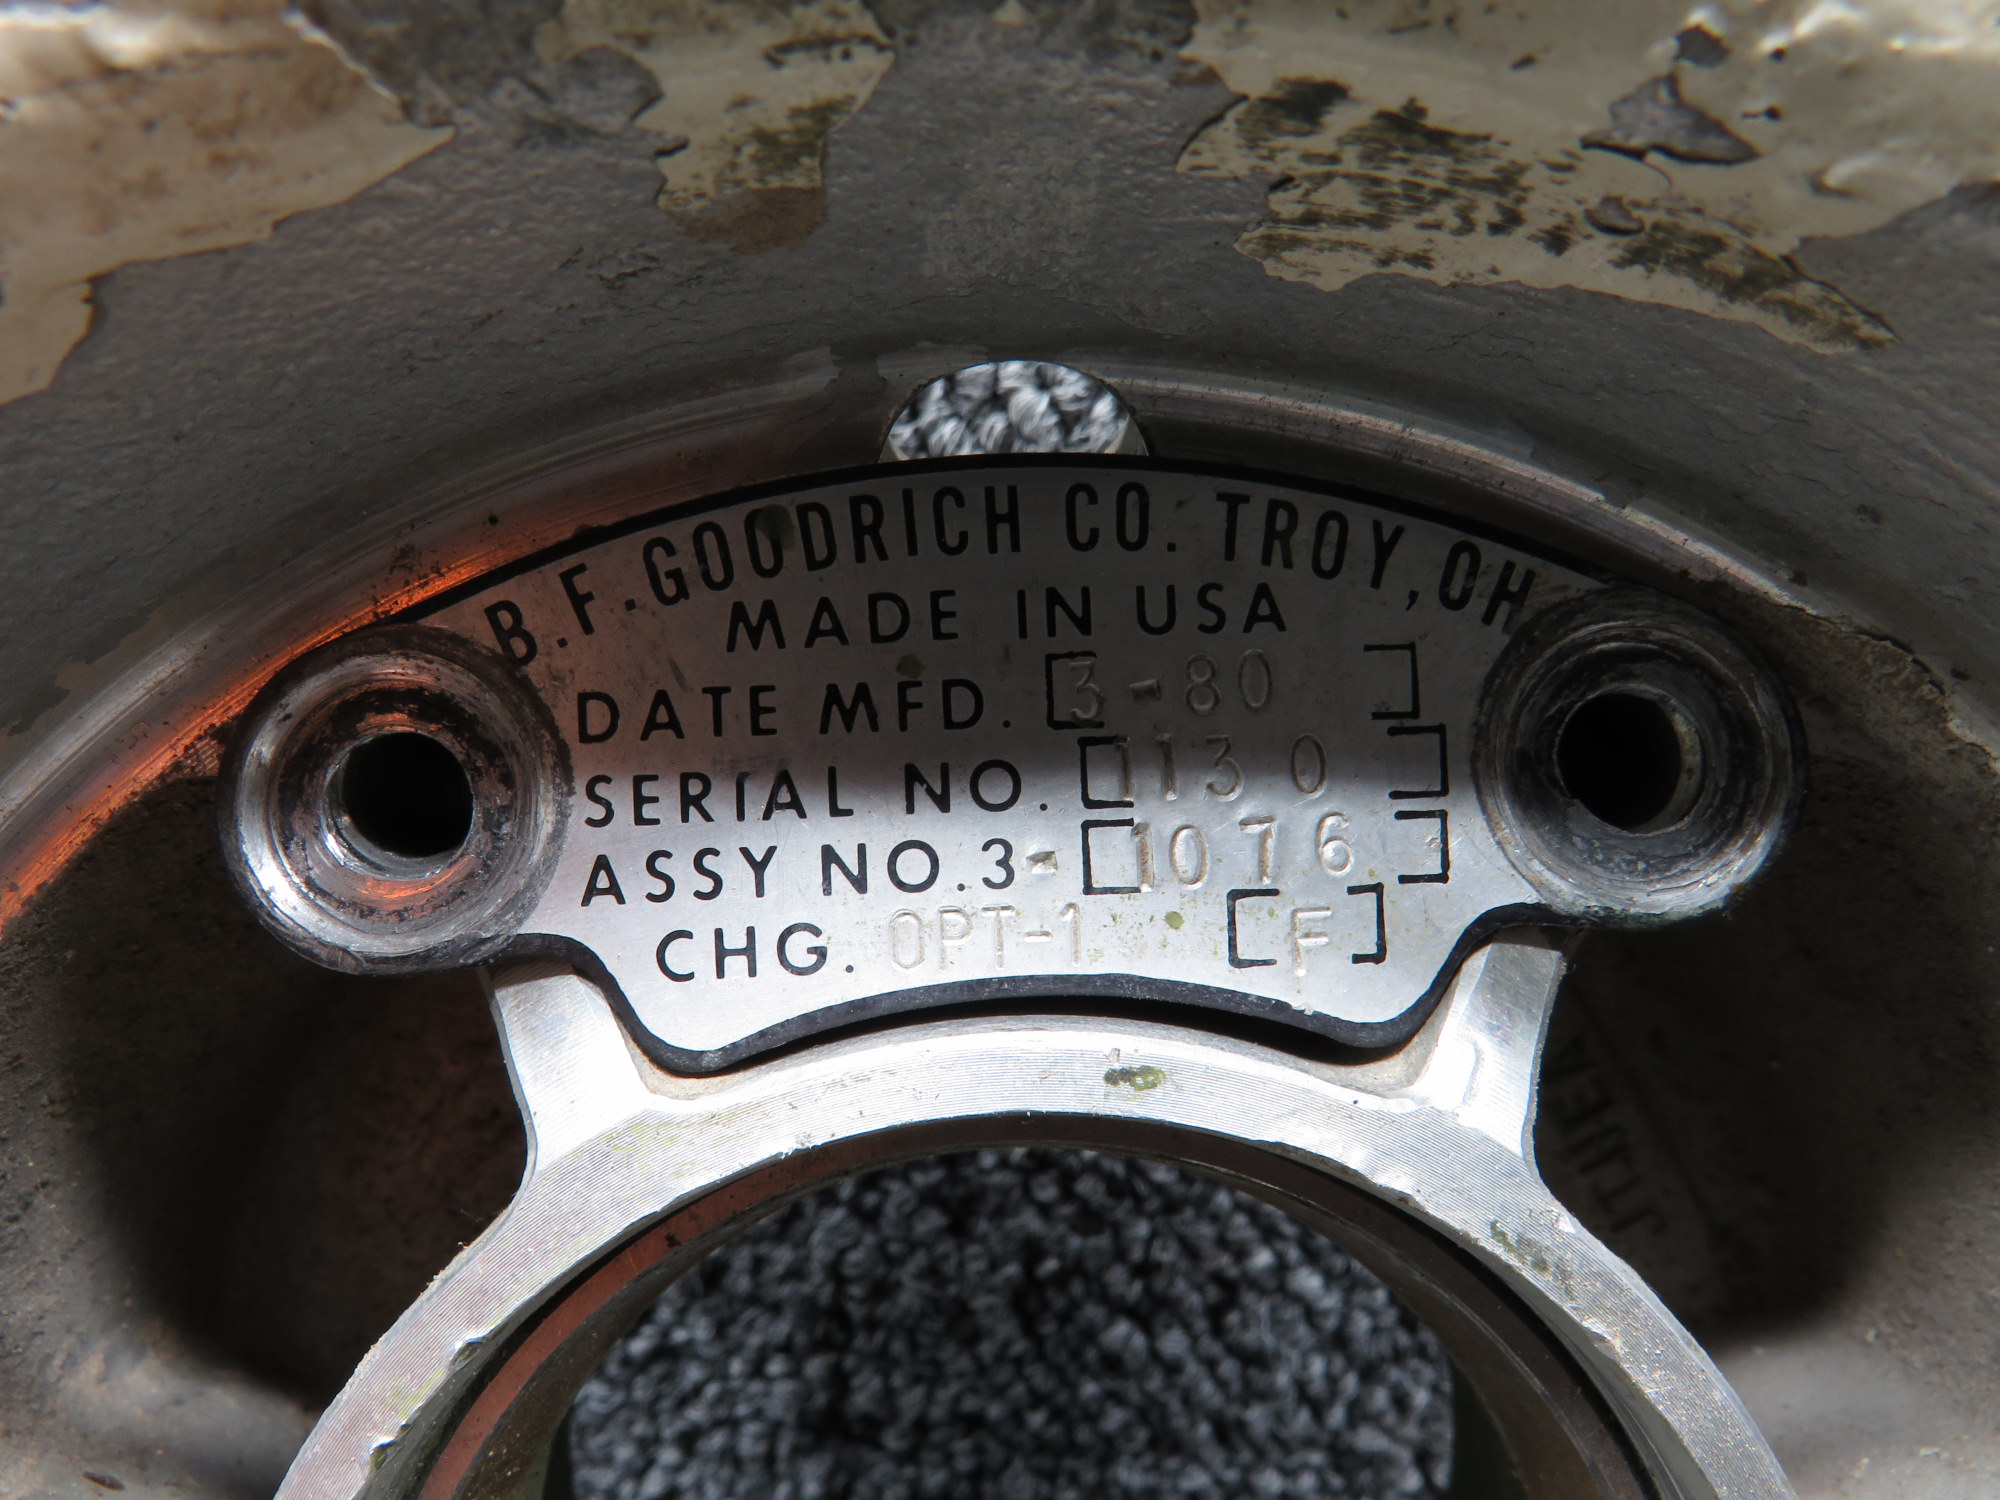 B.F.GOODRICH CO. TROY,OH
MADE IN USA
DATE MFD. [3-80]
SERIAL NO. [1130]
ASSY NO.3-[1076]
CHG. OPT-1 [F]